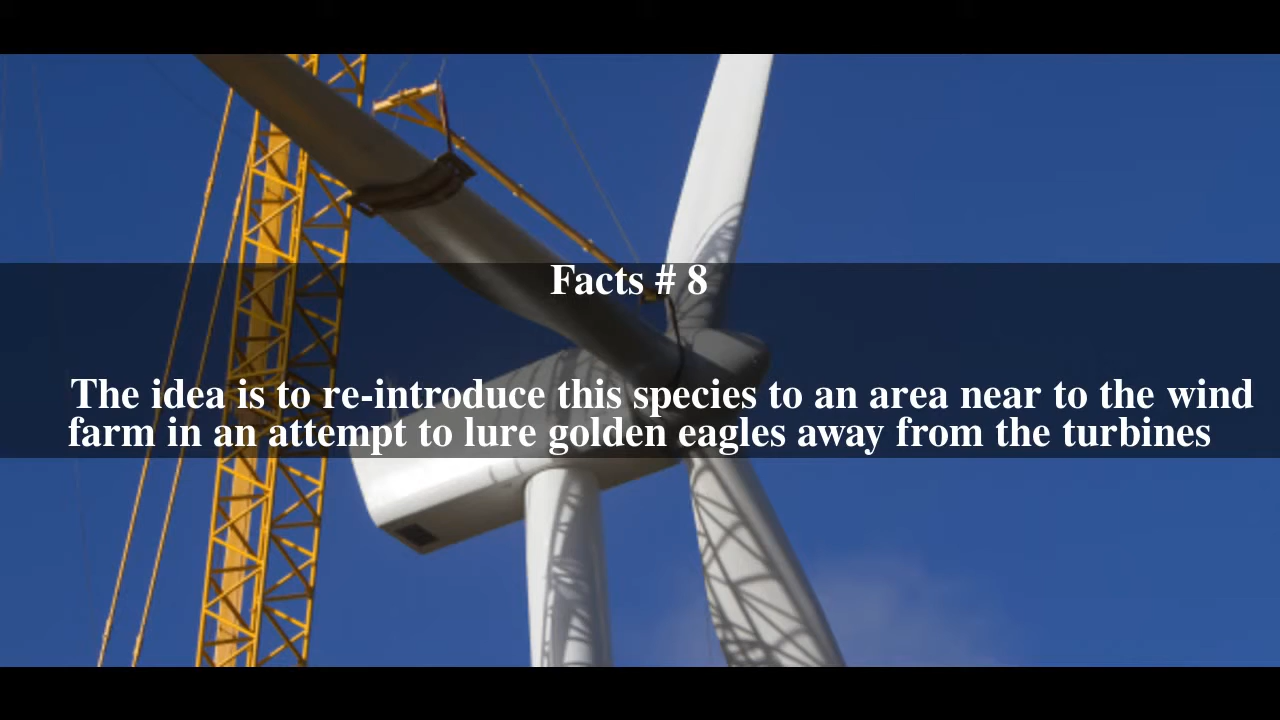 Facts # 8
The idea is to re-introduce this species to an area near to the wind
farm in an attempt to lure golden eagles away from the turbines